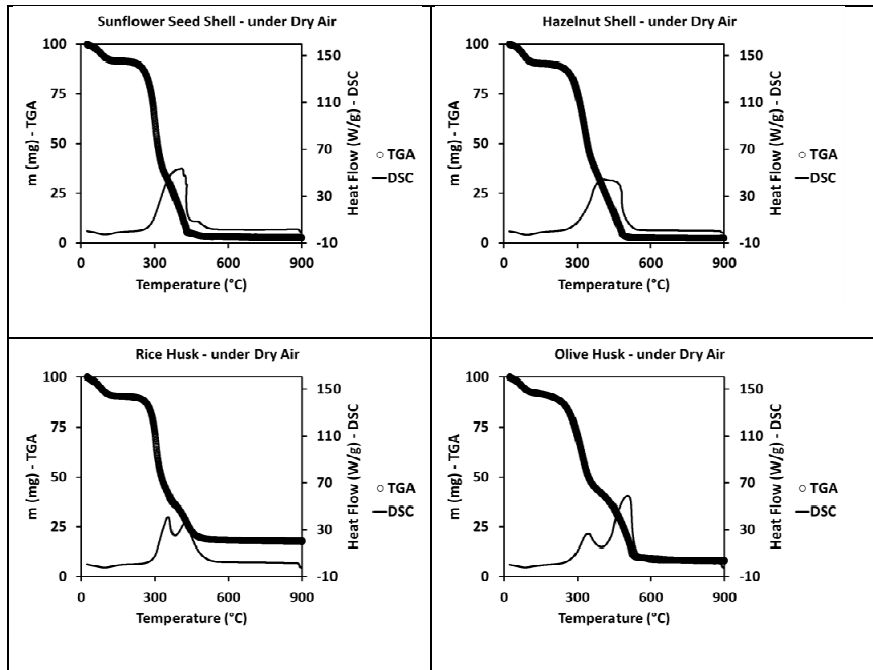 Sunflower Seed Shell - under Dry Air
100
75
50
25
0
m (mg) - TGA
150
110
70
30
-10
Heat Flow (W/g) - DSC
0 300 600 900
Temperature (°C)
TGA
DSC
Hazelnut Shell - under Dry Air
100
75
50
25
0
m (mg) - TGA
150
110
70
30
-10
Heat Flow (W/g) - DSC
0 300 600 900
Temperature (°C)
TGA
DSC
Rice Husk - under Dry Air
100
75
50
25
0
m (mg) - TGA
150
110
70
30
-10
Heat Flow (W/g) - DSC
0 300 600 900
Temperature (°C)
TGA
DSC
Olive Husk - under Dry Air
100
75
50
25
0
m (mg) - TGA
150
110
70
30
-10
Heat Flow (W/g) - DSC
0 300 600 900
Temperature (°C)
TGA
DSC